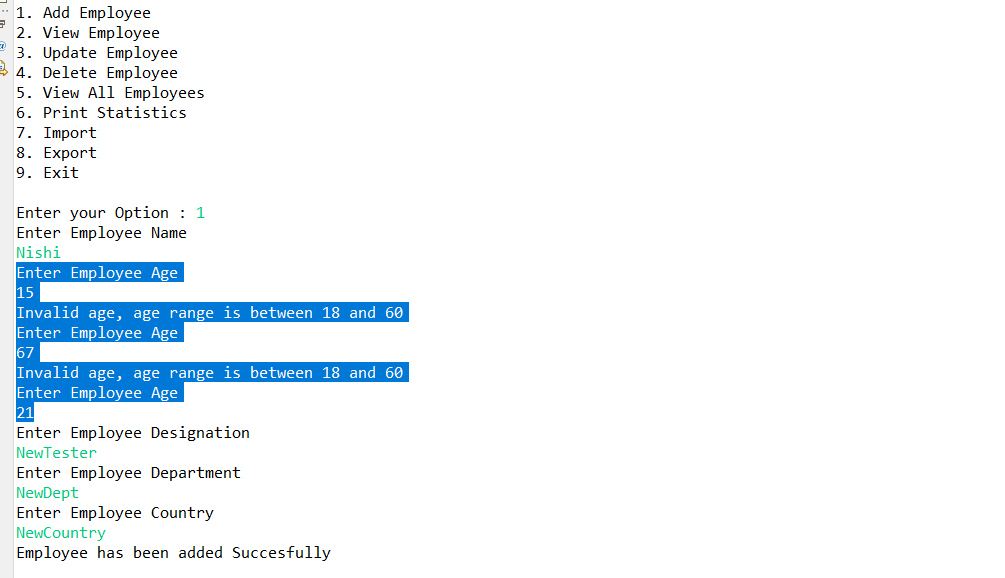 1. Add Employee
2. View Employee
3. Update Employee
4. Delete Employee
5. View All Employees
6. Print Statistics
7. Import
8. Export
9. Exit
Enter your Option : 1
Enter Employee Name
Nishi
Enter Employee Age
15
Invalid age, age range is between 18 and 60
Enter Employee Age
67
Invalid age, age range is between 18 and 60
Enter Employee Age
21
Enter Employee Designation
NewTester
Enter Employee Department
NewDept
Enter Employee Country
NewCountry
Employee has been added Succesfully